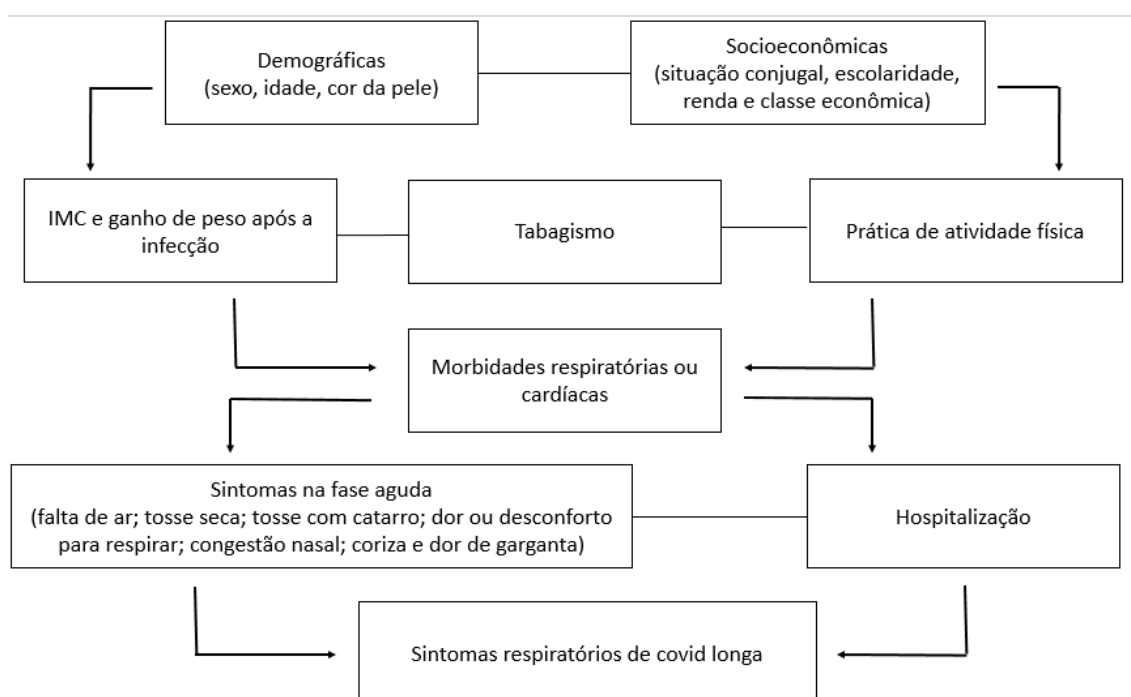 Demográficas
(sexo, idade, cor da pele)
Socioeconômicas
(situação conjugal, escolaridade,
renda e classe econômica)
IMC e ganho de peso após a
infecção
Tabagismo
Prática de atividade física
Morbidades respiratórias ou
cardíacas
Sintomas na fase aguda
(falta de ar; tosse seca; tosse com catarro; dor ou desconforto
para respirar; congestão nasal; coriza e dor de garganta)
Hospitalização
Sintomas respiratórios de covid longa